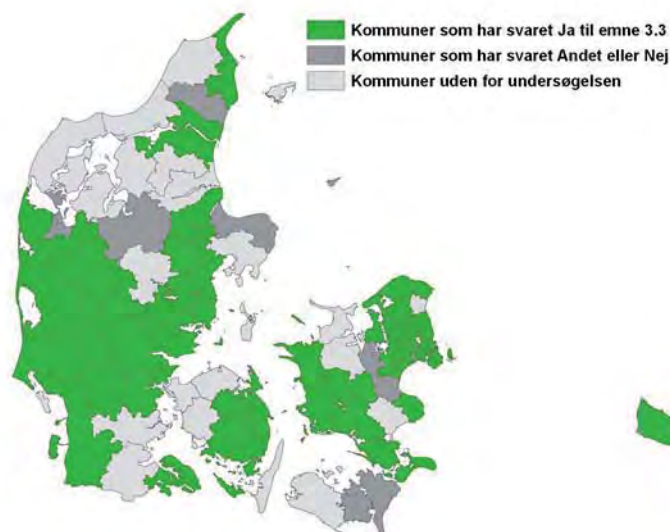 Kommuner som har svaret Ja til emne 3.3
Kommuner som har svaret Andet eller Nej
Kommuner uden for undersøgelsen